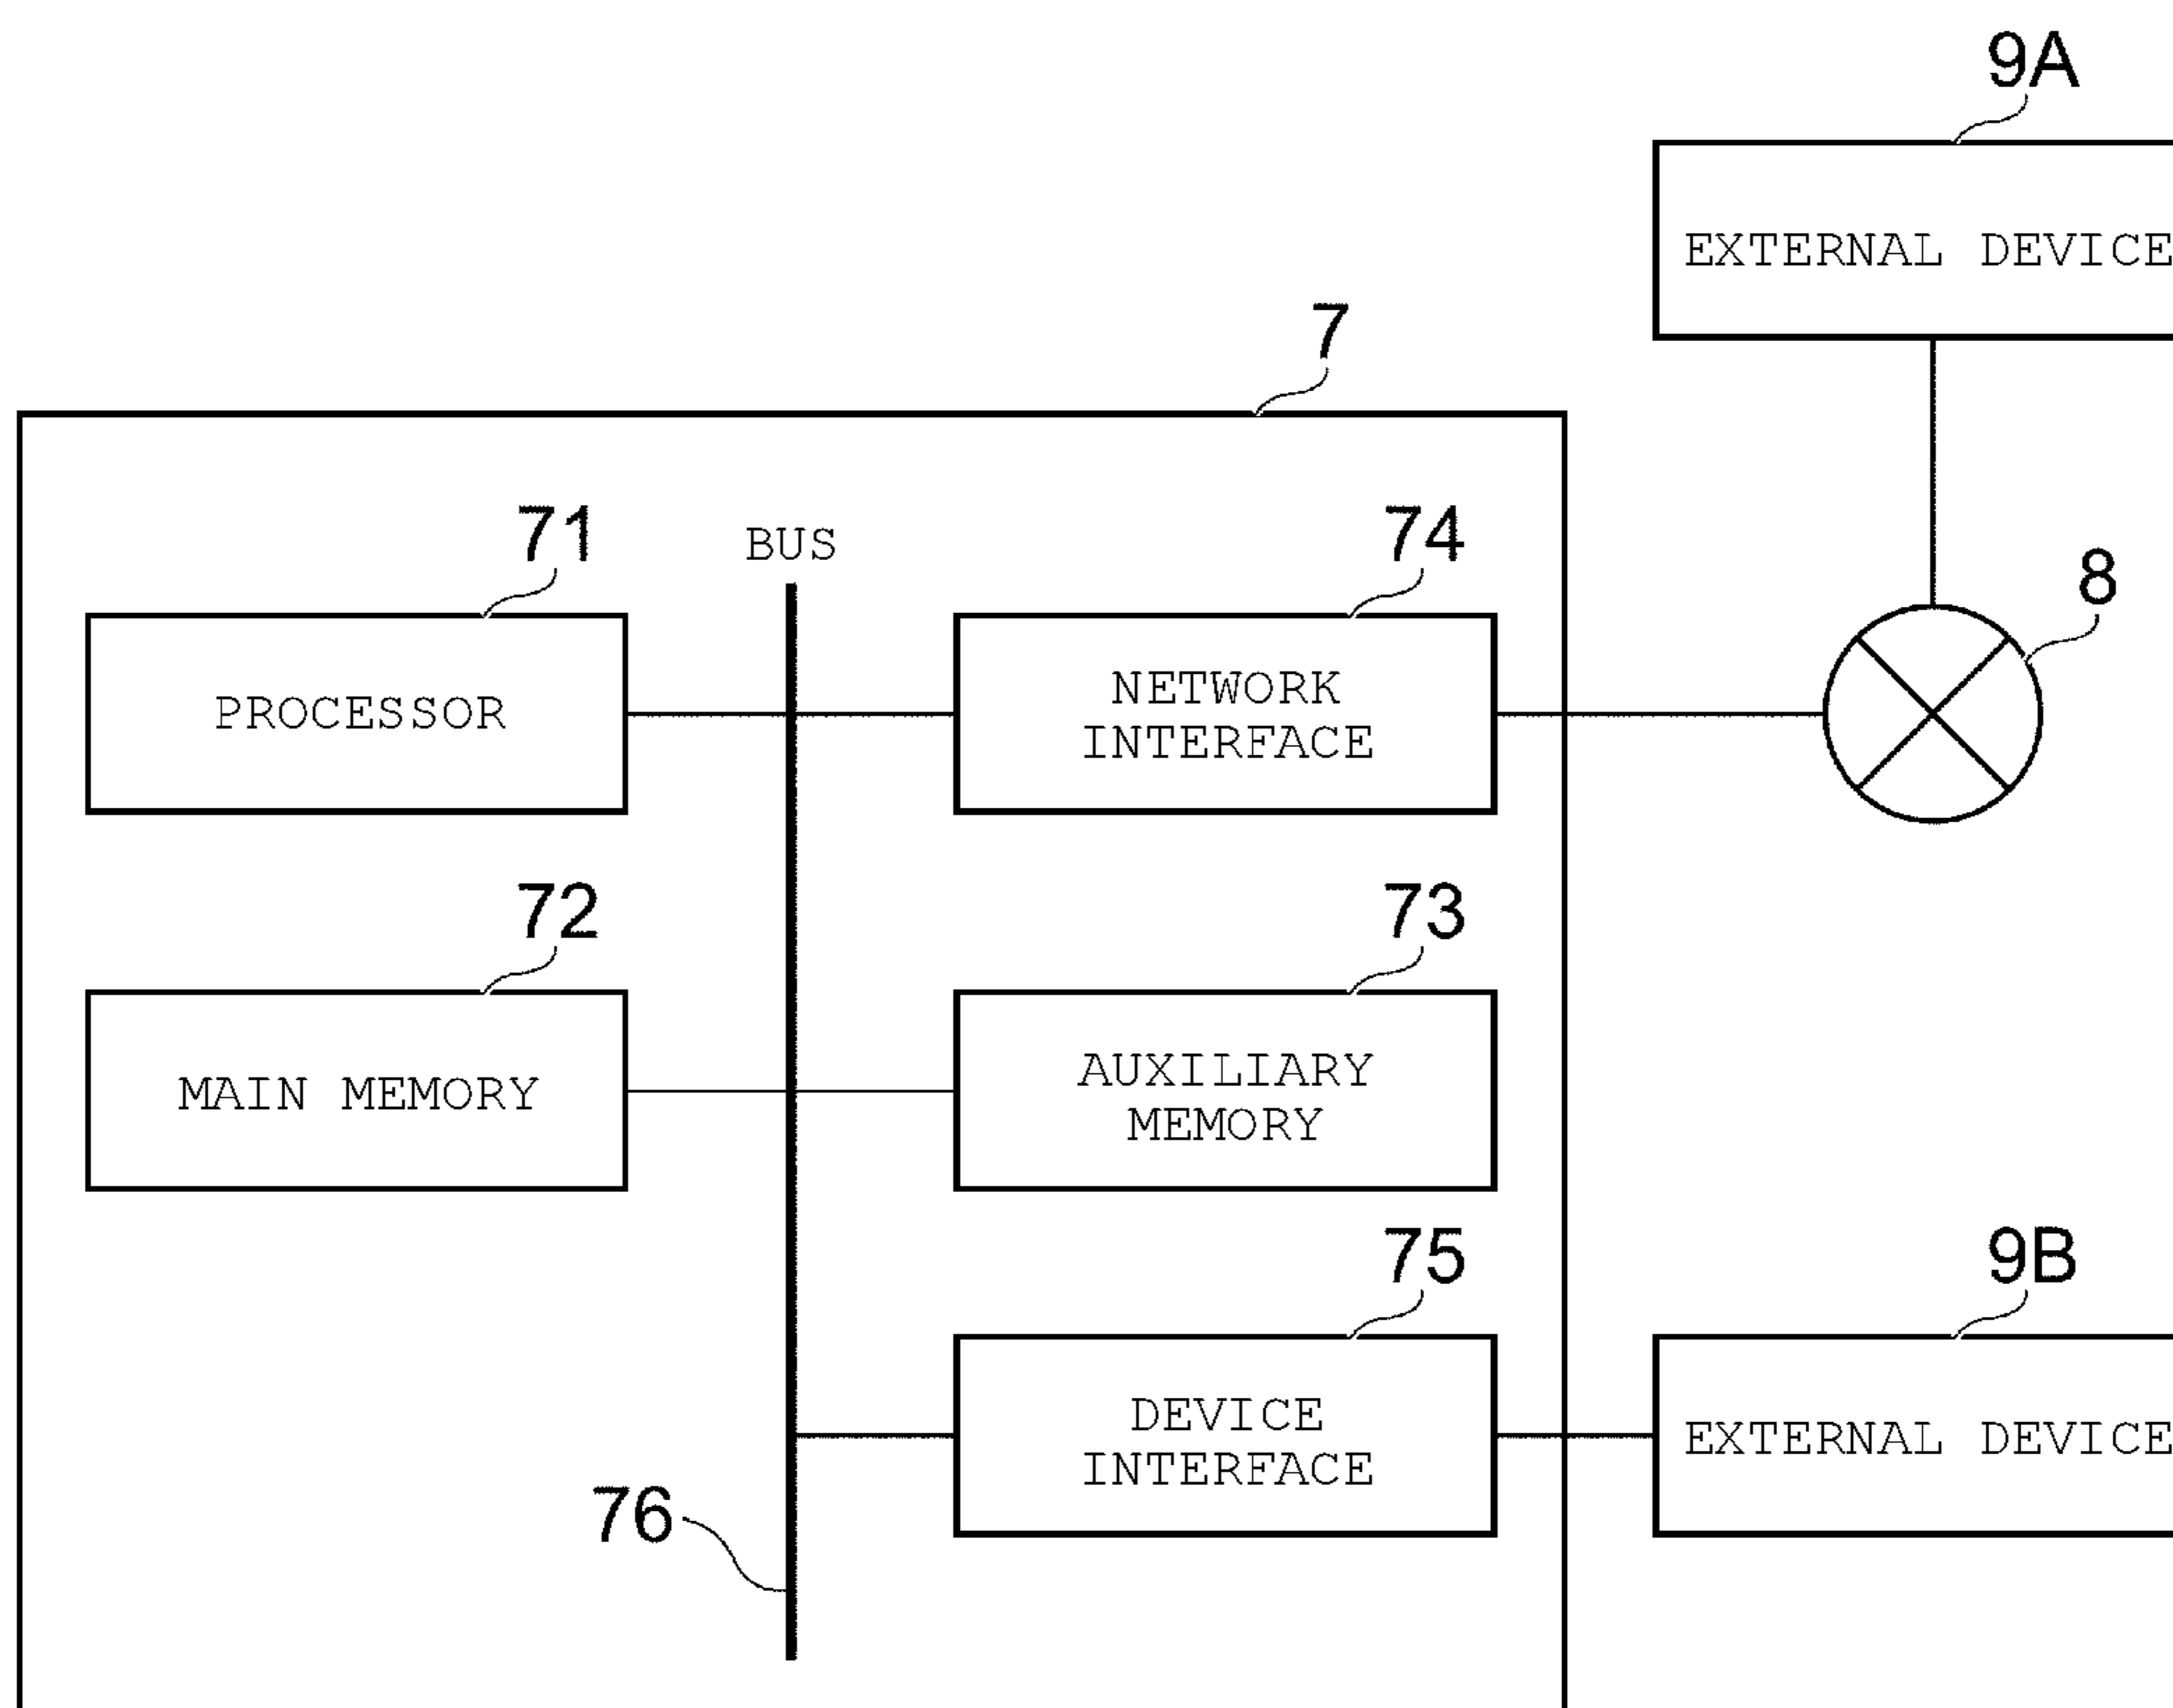 9A
EXTERNAL DEVICE
7
71
BUS
74
8
PROCESSOR
NETWORK
INTERFACE
72
73
MAIN MEMORY
AUXILIARY
MEMORY
75
9B
DEVICE
INTERFACE
EXTERNAL DEVICE
76